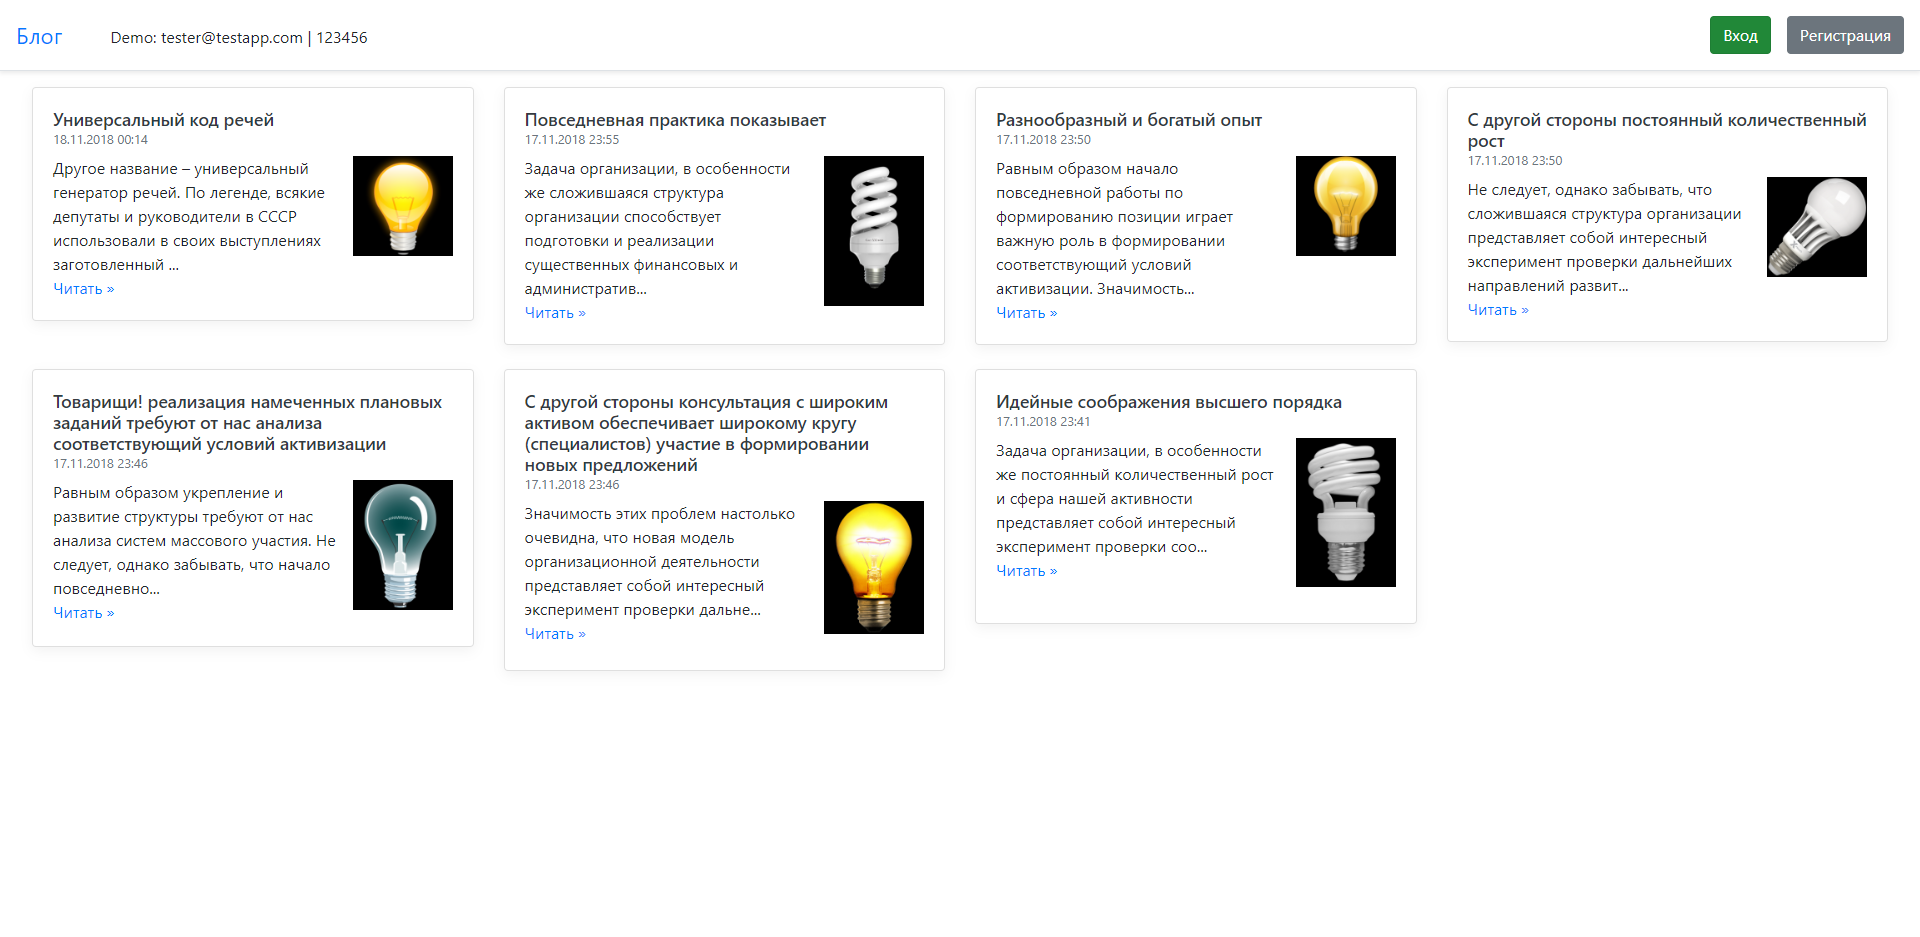 Блог
Demo: tester@testapp.com | 123456
Вход
Регистрация
Универсальный код речей
18.11.2018 00:14
Другое название – универсальный
генератор речей. По легенде, всякие
депутаты и руководители в СССР
использовали в своих выступлениях
заготовленный ...
Читать »
Повседневная практика показывает
17.11.2018 23:55
Задача организации, в особенности
же сложившаяся структура
организации способствует
подготовки и реализации
существенных финансовых и
административ...
Читать »
Разнообразный и богатый опыт
17.11.2018 23:50
Равным образом начало
повседневной работы по
формированию позиции играет
важную роль в формировании
соответствующий условий
активизации. Значимость...
Читать »
С другой стороны постоянный количественный
рост
17.11.2018 23:50
Не следует, однако забывать, что
сложившаяся структура организации
представляет собой интересный
эксперимент проверки дальнейших
направлений развит...
Читать »
Товарищи! реализация намеченных плановых
заданий требуют от нас анализа
соответствующий условий активизации
17.11.2018 23:46
Равным образом укрепление и
развитие структуры требуют от нас
анализа систем массового участия. Не
следует, однако забывать, что начало
повседневно...
Читать »
С другой стороны консультация с широким
активом обеспечивает широкому кругу
(специалистов) участие в формировании
новых предложений
17.11.2018 23:46
Значимость этих проблем настолько
очевидна, что новая модель
организационной деятельности
представляет собой интересный
эксперимент проверки дальне...
Читать »
Идейные соображения высшего порядка
17.11.2018 23:41
Задача организации, в особенности
же постоянный количественный рост
и сфера нашей активности
представляет собой интересный
эксперимент проверки соо...
Читать »